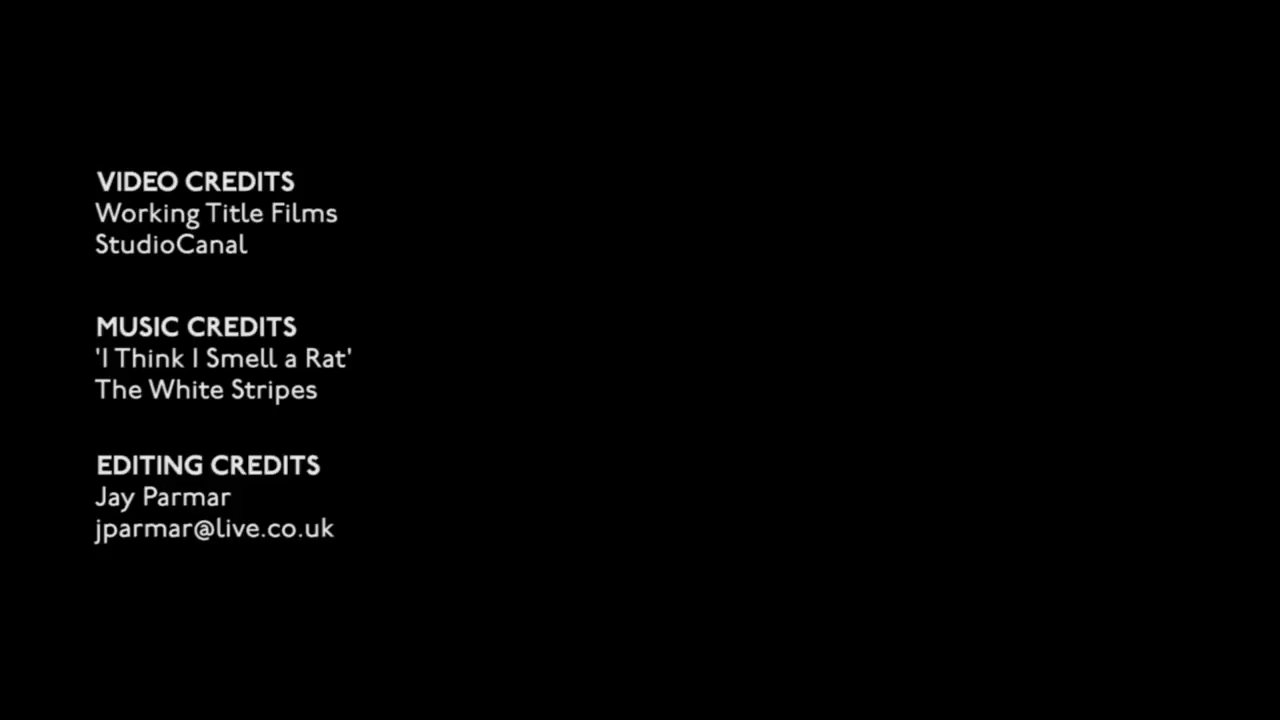 VIDEO CREDITS
Working Title Films
StudioCanal
MUSIC CREDITS
'I Think I Smell a Rat'
The White Stripes
EDITING CREDITS
Jay Parmar
jparmar@live.co.uk